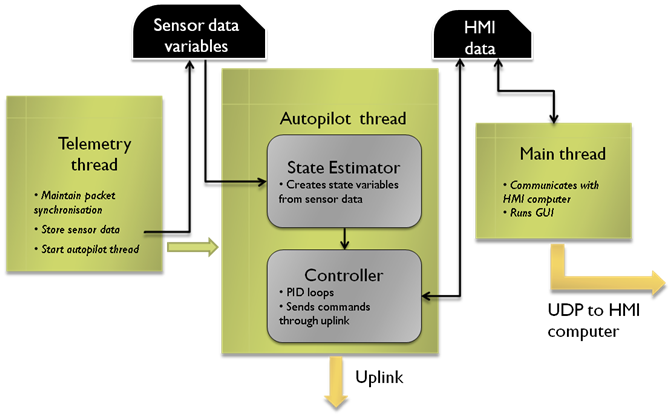 Sensor data
variables
HMI
data
Telemetry
thread
• Maintain packet
synchronisation
• Store sensor data
• Start autopilot thread
Autopilot thread
State Estimator
• Creates state variables
from sensor data
Controller
• PID loops
• Sends commands
through uplink
Main thread
• Communicates with
HMI computer
• Runs GUI
UDP to HMI
computer
Uplink